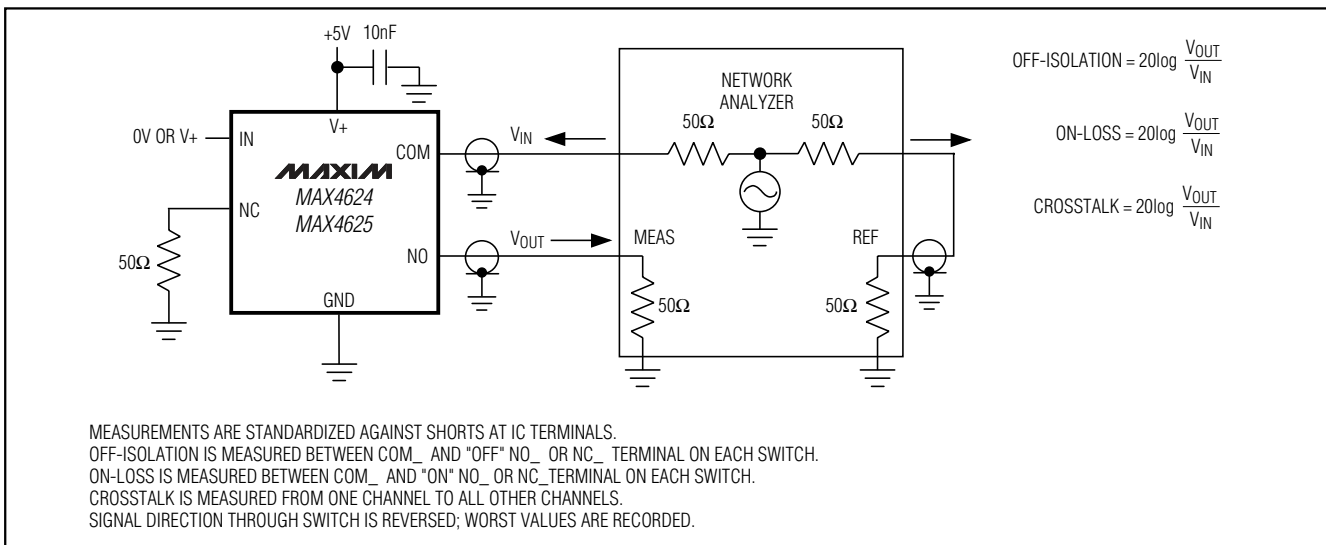 +5V 10nF
0V OR V+
IN
V+
COM
MAXIM
MAX4624
MAX4625
NC
NO
GND
50Ω
VIN
VOUT
NETWORK
ANALYZER
50Ω 50Ω
MEAS REF
50Ω 50Ω
OFF-ISOLATION = 20log VOUT/VIN
ON-LOSS = 20log VOUT/VIN
CROSSTALK = 20log VOUT/VIN
MEASUREMENTS ARE STANDARDIZED AGAINST SHORTS AT IC TERMINALS.
OFF-ISOLATION IS MEASURED BETWEEN COM_ AND "OFF" NO_ OR NC_ TERMINAL ON EACH SWITCH.
ON-LOSS IS MEASURED BETWEEN COM_ AND "ON" NO_ OR NC_TERMINAL ON EACH SWITCH.
CROSSTALK IS MEASURED FROM ONE CHANNEL TO ALL OTHER CHANNELS.
SIGNAL DIRECTION THROUGH SWITCH IS REVERSED; WORST VALUES ARE RECORDED.